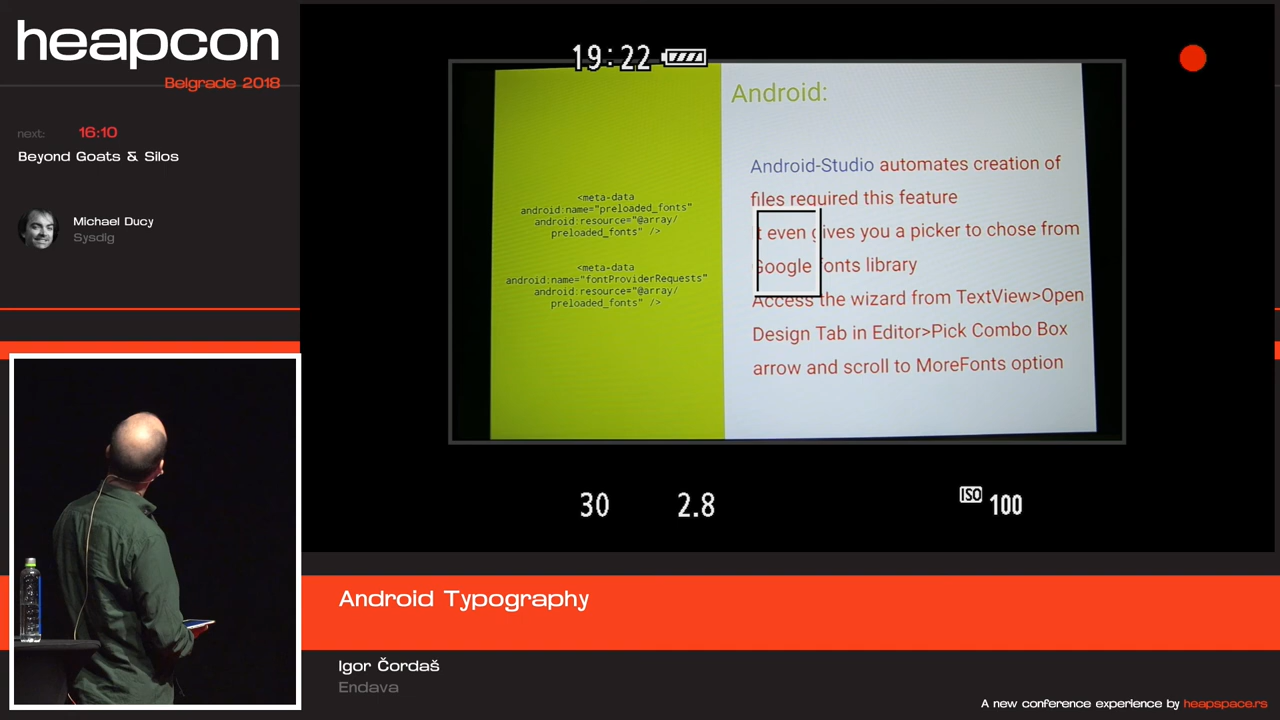 heapcon
Belgrade 2018
next: 16:10
Beyond Goats & Silos
Michael Ducy
Sysdig
19:22
Android:
<meta-data
android:name="preloaded_fonts"
android:resource="@array/
preloaded_fonts" />
<meta-data
android:name="fontProviderRequests"
android:resource="@array/
preloaded_fonts" />
Android-Studio automates creation of
files required this feature
It even gives you a picker to chose from
Google fonts library
Access the wizard from TextView>Open
Design Tab in Editor>Pick Combo Box
arrow and scroll to MoreFonts option
30 2.8 ISO 100
Android Typography
Igor Čordaš
Endava
A new conference experience by heapspace.rs